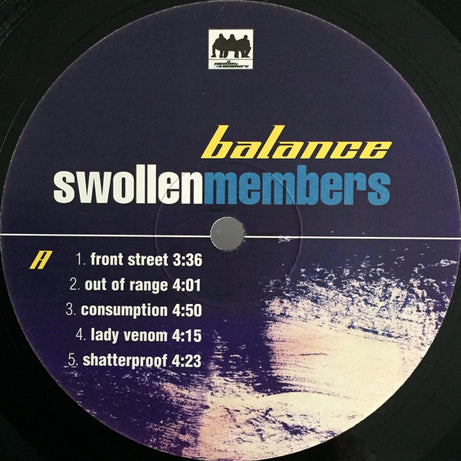 balance
swollenmembers
A
1. front street 3:36
2. out of range 4:01
3. consumption 4:50
4. lady venom 4:15
5. shatterproof 4:23